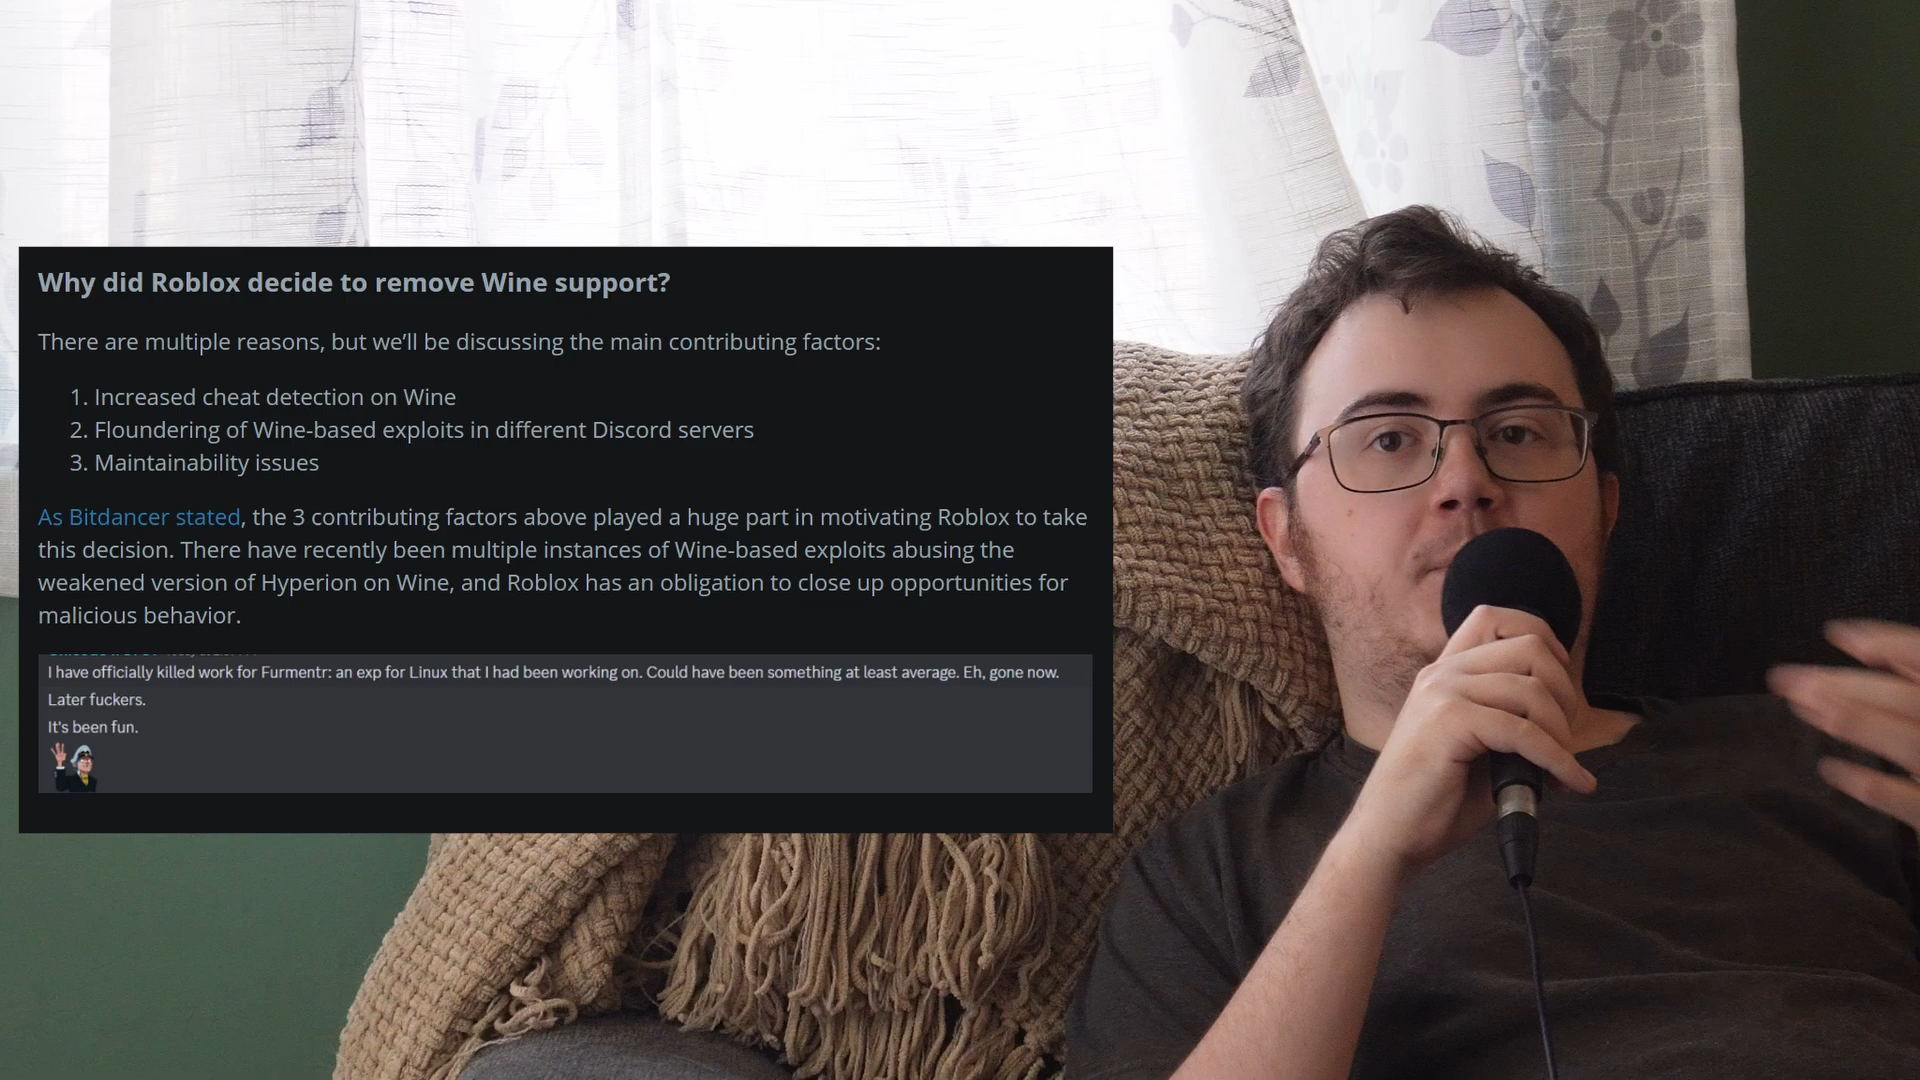 Why did Roblox decide to remove Wine support?
There are multiple reasons, but we’ll be discussing the main contributing factors:
1. Increased cheat detection on Wine
2. Floundering of Wine-based exploits in different Discord servers
3. Maintainability issues
As Bitdancer stated, the 3 contributing factors above played a huge part in motivating Roblox to take
this decision. There have recently been multiple instances of Wine-based exploits abusing the
weakened version of Hyperion on Wine, and Roblox has an obligation to close up opportunities for
malicious behavior.
I have officially killed work for Furmentr: an exp for Linux that I had been working on. Could have been something at least average. Eh, gone now.
Later fuckers.
It's been fun.